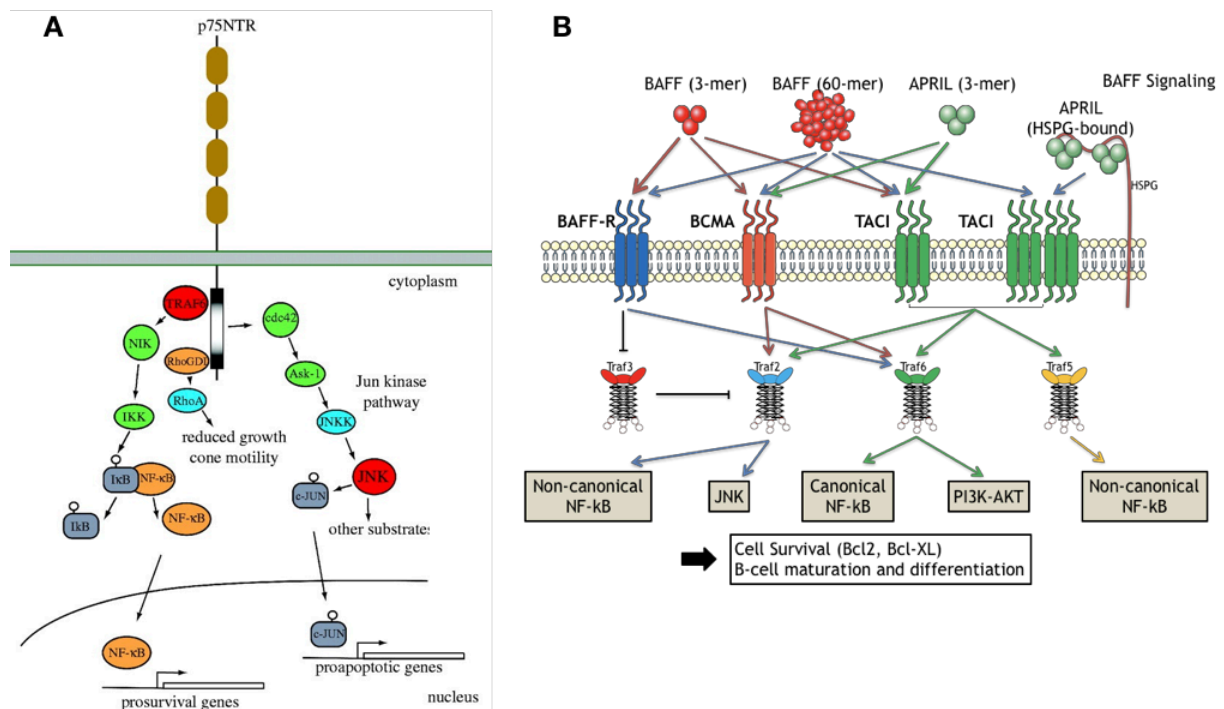 A
p75NTR
cytoplasm
TRAF6
cdc42
NIK
RhoGDI
Ask-1
Jun kinase
pathway
RhoA
IKK
JNKK
reduced growth
cone motility
IκB
NF-κB
JNK
c-JUN
IkB
NF-κB
other substrates
NF-κB
c-JUN
proapoptotic genes
prosurvival genes
nucleus
B
BAFF (3-mer)
BAFF (60-mer)
APRIL (3-mer)
BAFF Signaling
APRIL
(HSPG-bound)
HSPG
BAFF-R
BCMA
TACI
TACI
Traf3
Traf2
Traf6
Traf5
Non-canonical
NF-kB
JNK
Canonical
NF-kB
PI3K-AKT
Non-canonical
NF-kB
Cell Survival (Bcl2, Bcl-XL)
B-cell maturation and differentiation